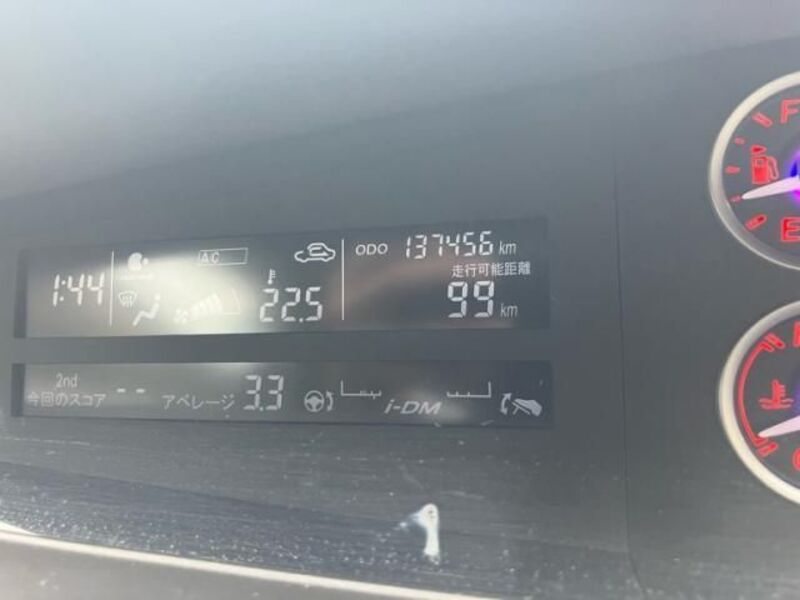 1:44
AC
22.5
ODO 137456 km
走行可能距離
99 km
2nd
今回のスコア -- アベレージ 3.3
i-DM
F
E